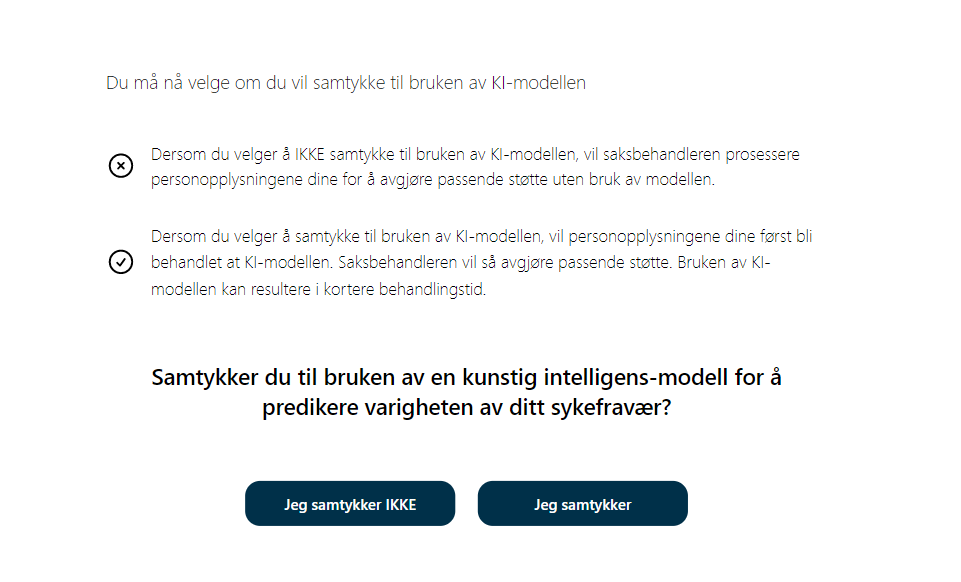 Du må nå velge om du vil samtykke til bruken av KI-modellen
Dersom du velger å IKKE samtykke til bruken av KI-modellen, vil saksbehandleren prosessere
personopplysningene dine for å avgjøre passende støtte uten bruk av modellen.
Dersom du velger å samtykke til bruken av KI-modellen, vil personopplysningene dine først bli
behandlet at KI-modellen. Saksbehandleren vil så avgjøre passende støtte. Bruken av KI-
modellen kan resultere i kortere behandlingstid.
Samtykker du til bruken av en kunstig intelligens-modell for å
predikere varigheten av ditt sykefravær?
Jeg samtykker IKKE
Jeg samtykker